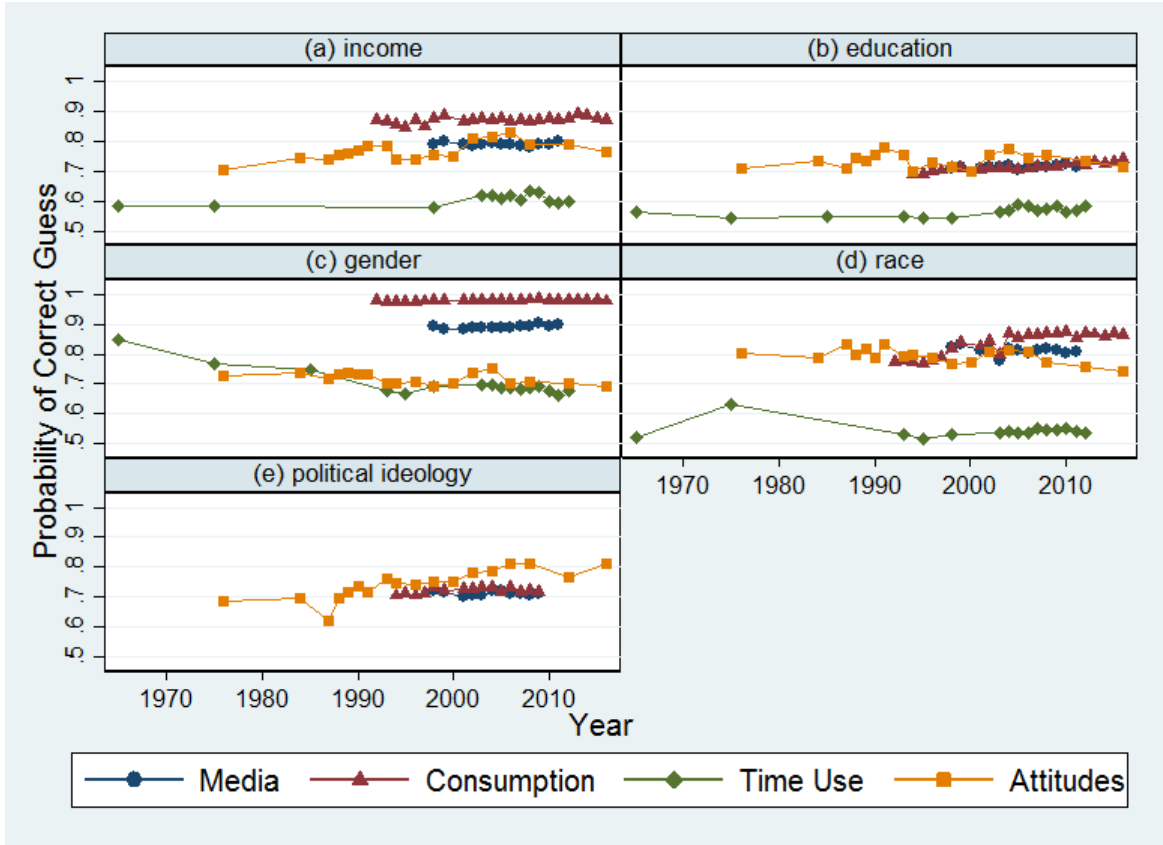 (a) income
(b) education
.5 .6 .7 .8 .9 1
(c) gender
(d) race
.5 .6 .7 .8 .9 1
1970 1980 1990 2000 2010
(e) political ideology
.5 .6 .7 .8 .9 1
1970 1980 1990 2000 2010
Probability of Correct Guess
Year
Media Consumption Time Use Attitudes